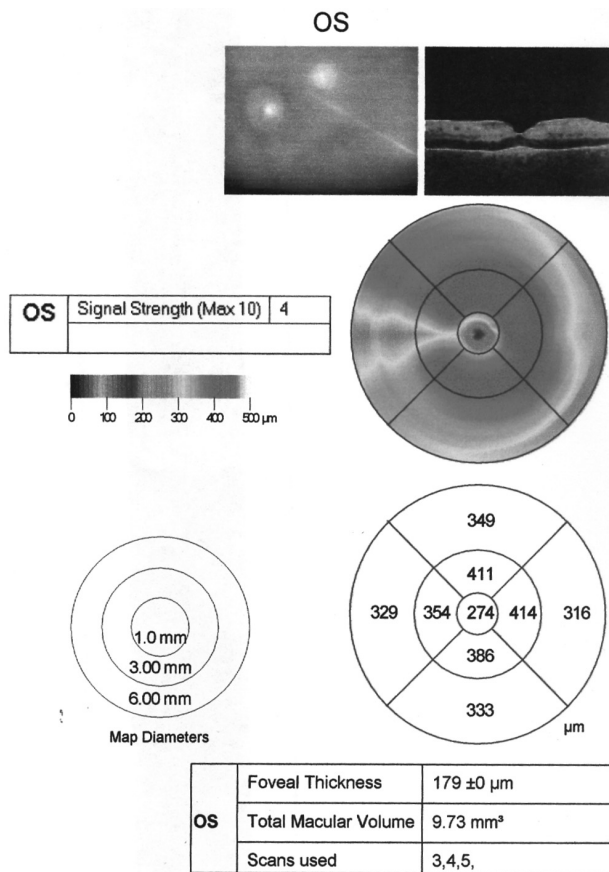 OS
OS Signal Strength (Max 10) 4
0 100 200 300 400 500 µm
349
411
329 354 274 414 316
386
333
µm
1.0 mm
3.00 mm
6.00 mm
Map Diameters
OS
Foveal Thickness 179 ±0 µm
Total Macular Volume 9.73 mm³
Scans used 3,4,5,